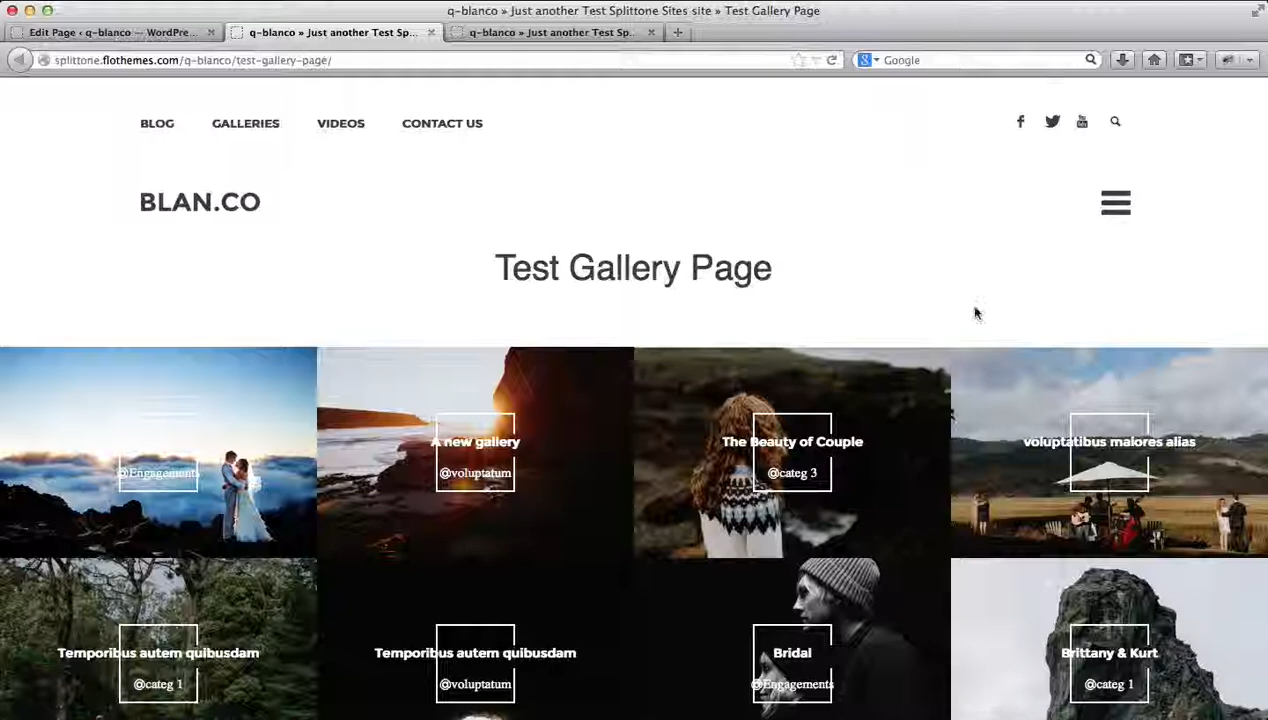 q-blanco » Just another Test Splittone Sites site » Test Gallery Page
Edit Page ‹ q-blanco — WordPre...
q-blanco » Just another Test Sp...
q-blanco » Just another Test Sp...
splittone.flothemes.com/q-blanco/test-gallery-page/
Google
BLOG GALLERIES VIDEOS CONTACT US
BLAN.CO
Test Gallery Page
@Engagements
A new gallery
@voluptatum
The Beauty of Couple
@categ 3
voluptatibus maiores alias
Temporibus autem quibusdam
@categ 1
Temporibus autem quibusdam
@voluptatum
Bridal
@Engagements
Brittany & Kurt
@categ 1